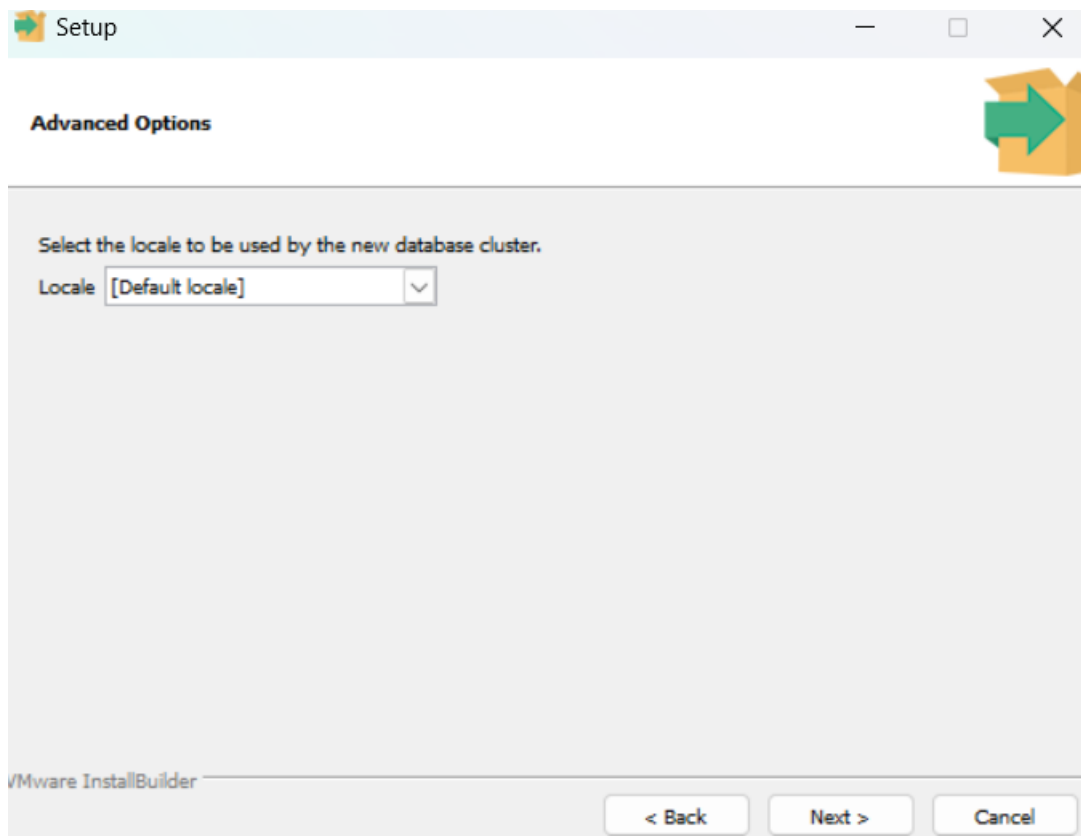 Setup
Advanced Options
Select the locale to be used by the new database cluster.
Locale [Default locale]
VMware InstallBuilder
< Back Next > Cancel